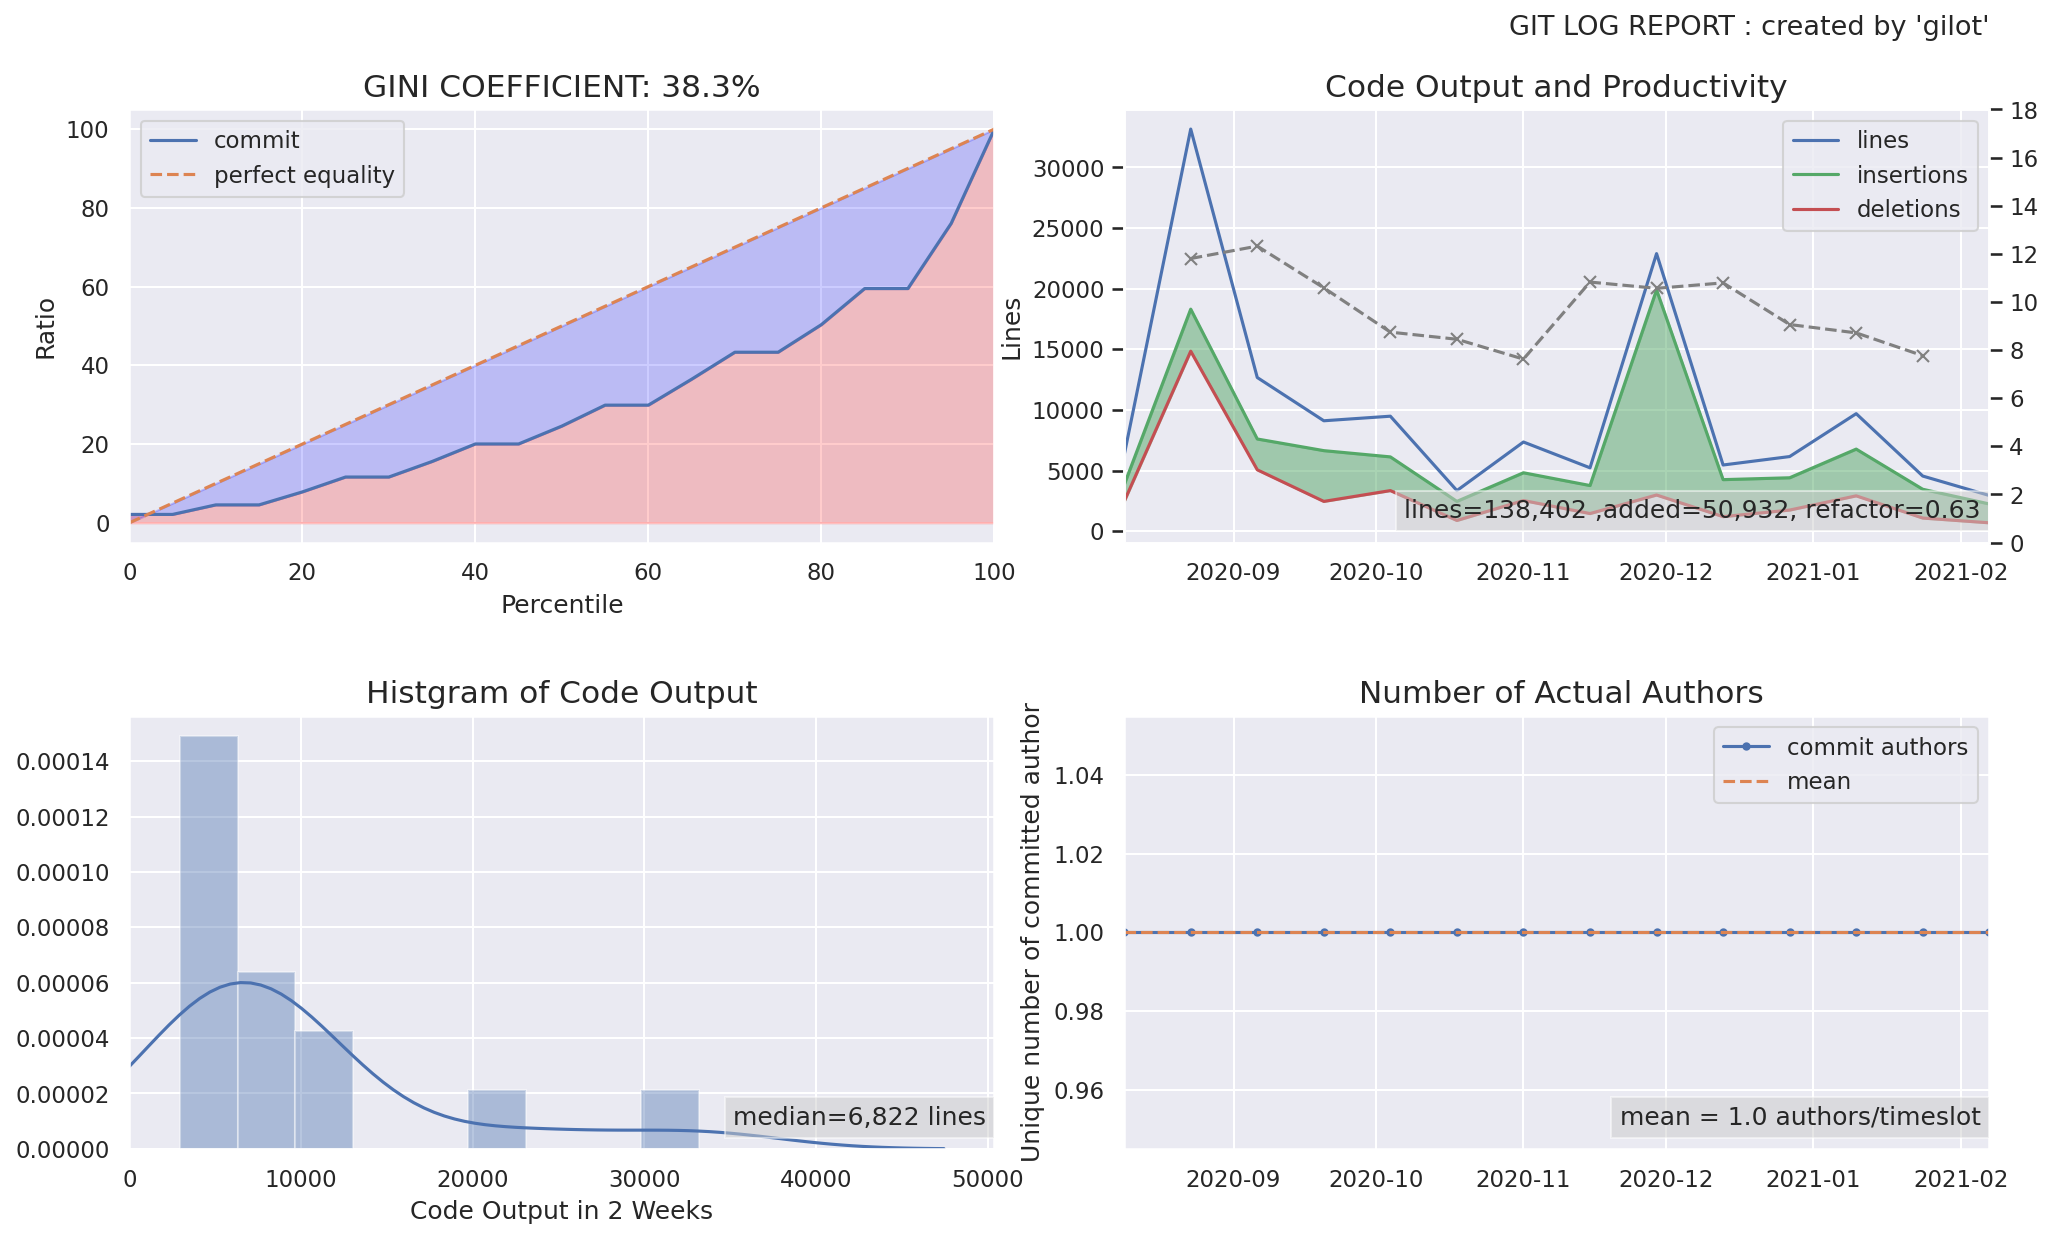 GIT LOG REPORT : created by 'gilot'
GINI COEFFICIENT: 38.3%
commit
perfect equality
100
80
60
40
20
0
Ratio
0 20 40 60 80 100
Percentile
Code Output and Productivity
lines
insertions
deletions
30000
25000
20000
15000
10000
5000
0
Lines
18
16
14
12
10
8
6
4
2
0
lines=138,402 ,added=50,932, refactor=0.63
2020-09 2020-10 2020-11 2020-12 2021-01 2021-02
Histgram of Code Output
0.00014
0.00012
0.00010
0.00008
0.00006
0.00004
0.00002
0.00000
median=6,822 lines
0 10000 20000 30000 40000 50000
Code Output in 2 Weeks
Number of Actual Authors
commit authors
mean
1.04
1.02
1.00
0.98
0.96
Unique number of committed author
mean = 1.0 authors/timeslot
2020-09 2020-10 2020-11 2020-12 2021-01 2021-02